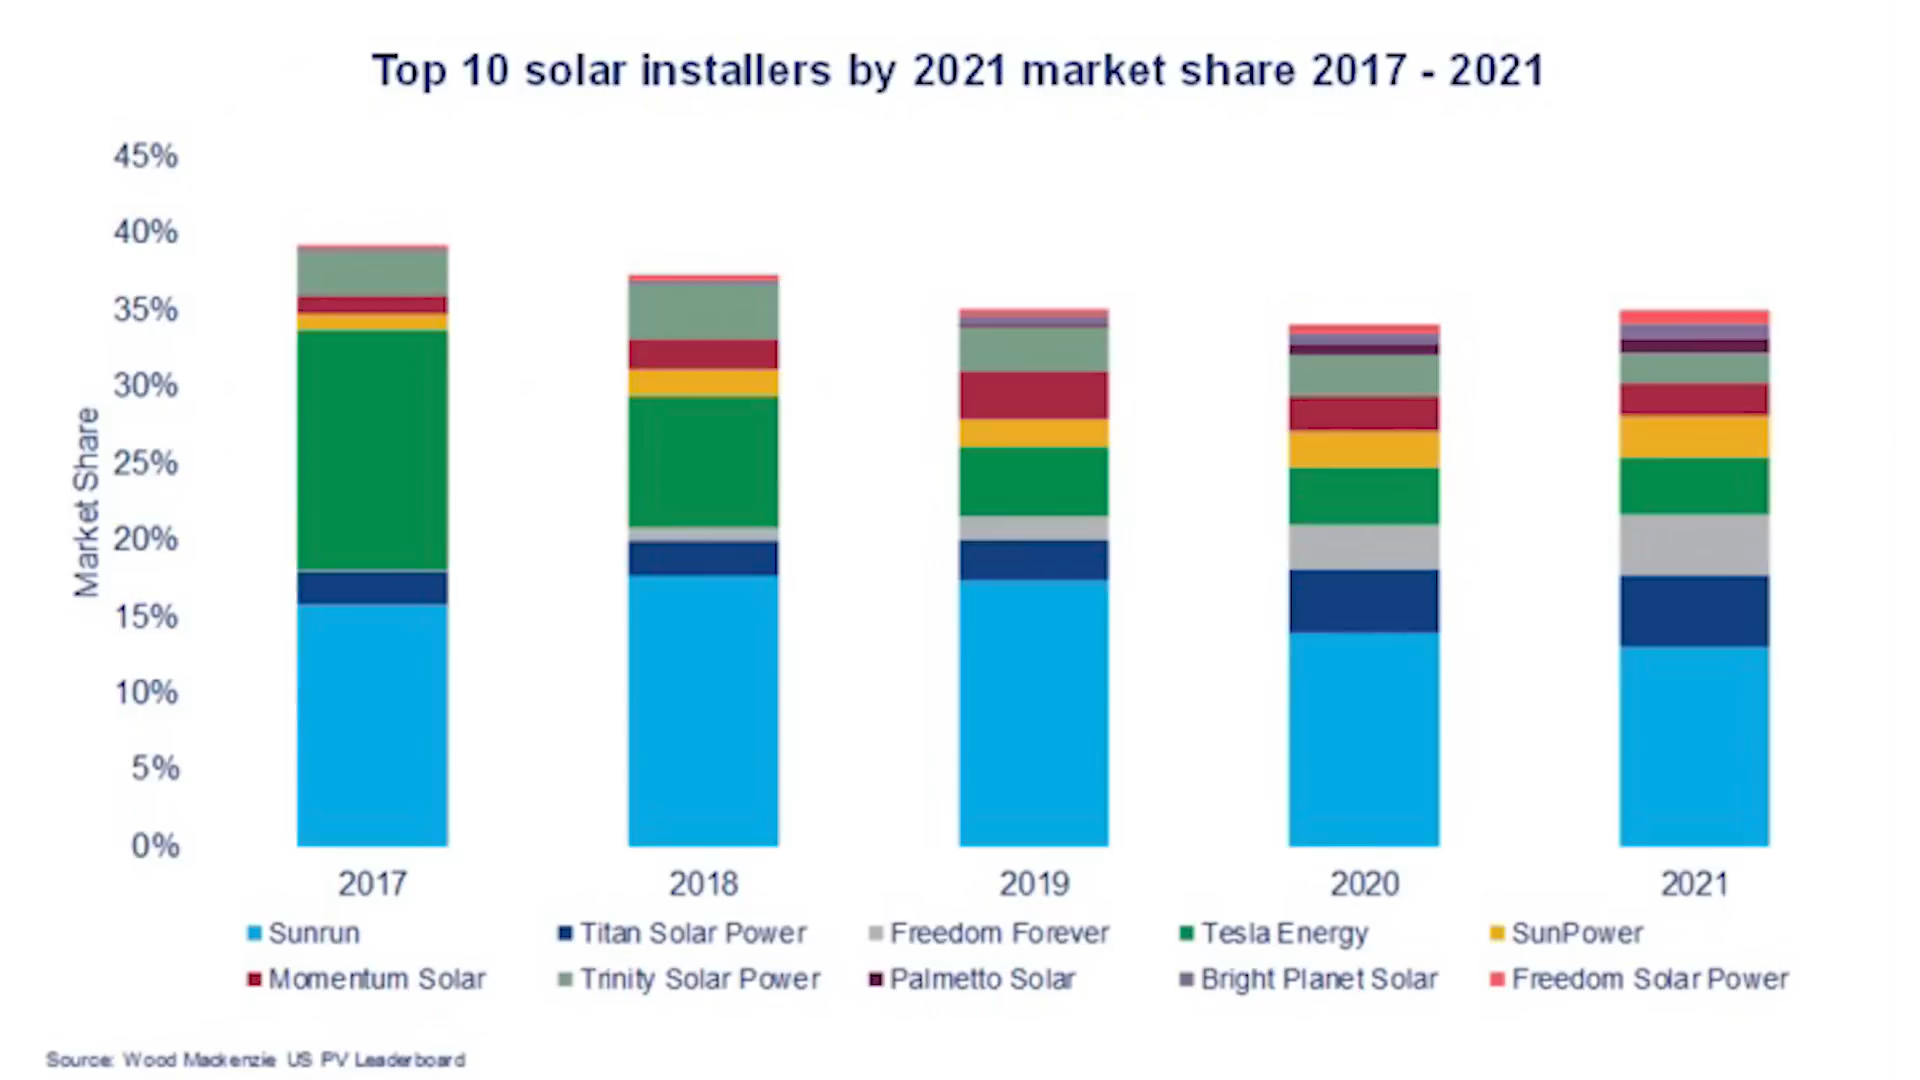 Top 10 solar installers by 2021 market share 2017 - 2021
45%
40%
35%
30%
25%
20%
15%
10%
5%
0%
Market Share
2017 2018 2019 2020 2021
Sunrun Titan Solar Power Freedom Forever Tesla Energy SunPower
Momentum Solar Trinity Solar Power Palmetto Solar Bright Planet Solar Freedom Solar Power
Source: Wood Mackenzie US PV Leaderboard